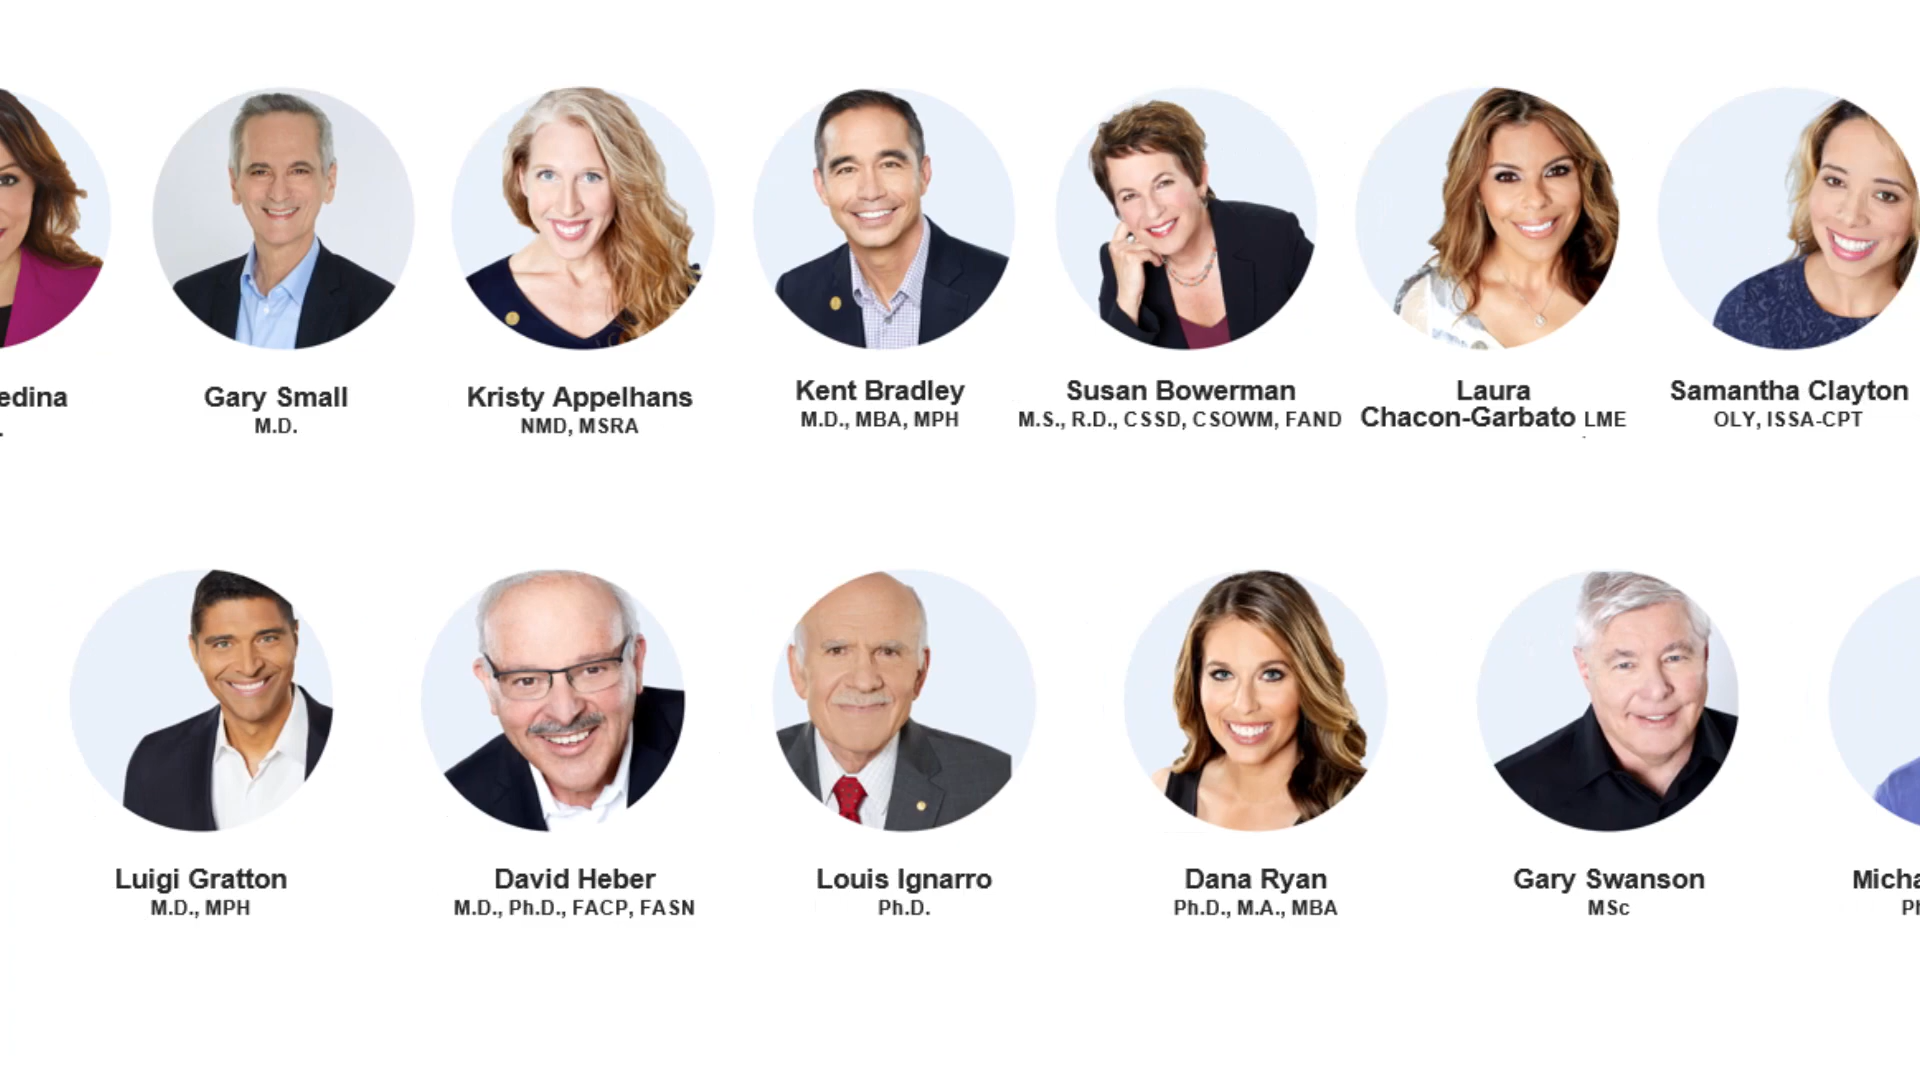 edina
Gary Small
M.D.
Kristy Appelhans
NMD, MSRA
Kent Bradley
M.D., MBA, MPH
Susan Bowerman
M.S., R.D., CSSD, CSOWM, FAND
Laura
Chacon-Garbato LME
Samantha Clayton
OLY, ISSA-CPT
Luigi Gratton
M.D., MPH
David Heber
M.D., Ph.D., FACP, FASN
Louis Ignarro
Ph.D.
Dana Ryan
Ph.D., M.A., MBA
Gary Swanson
MSc
Micha
Ph